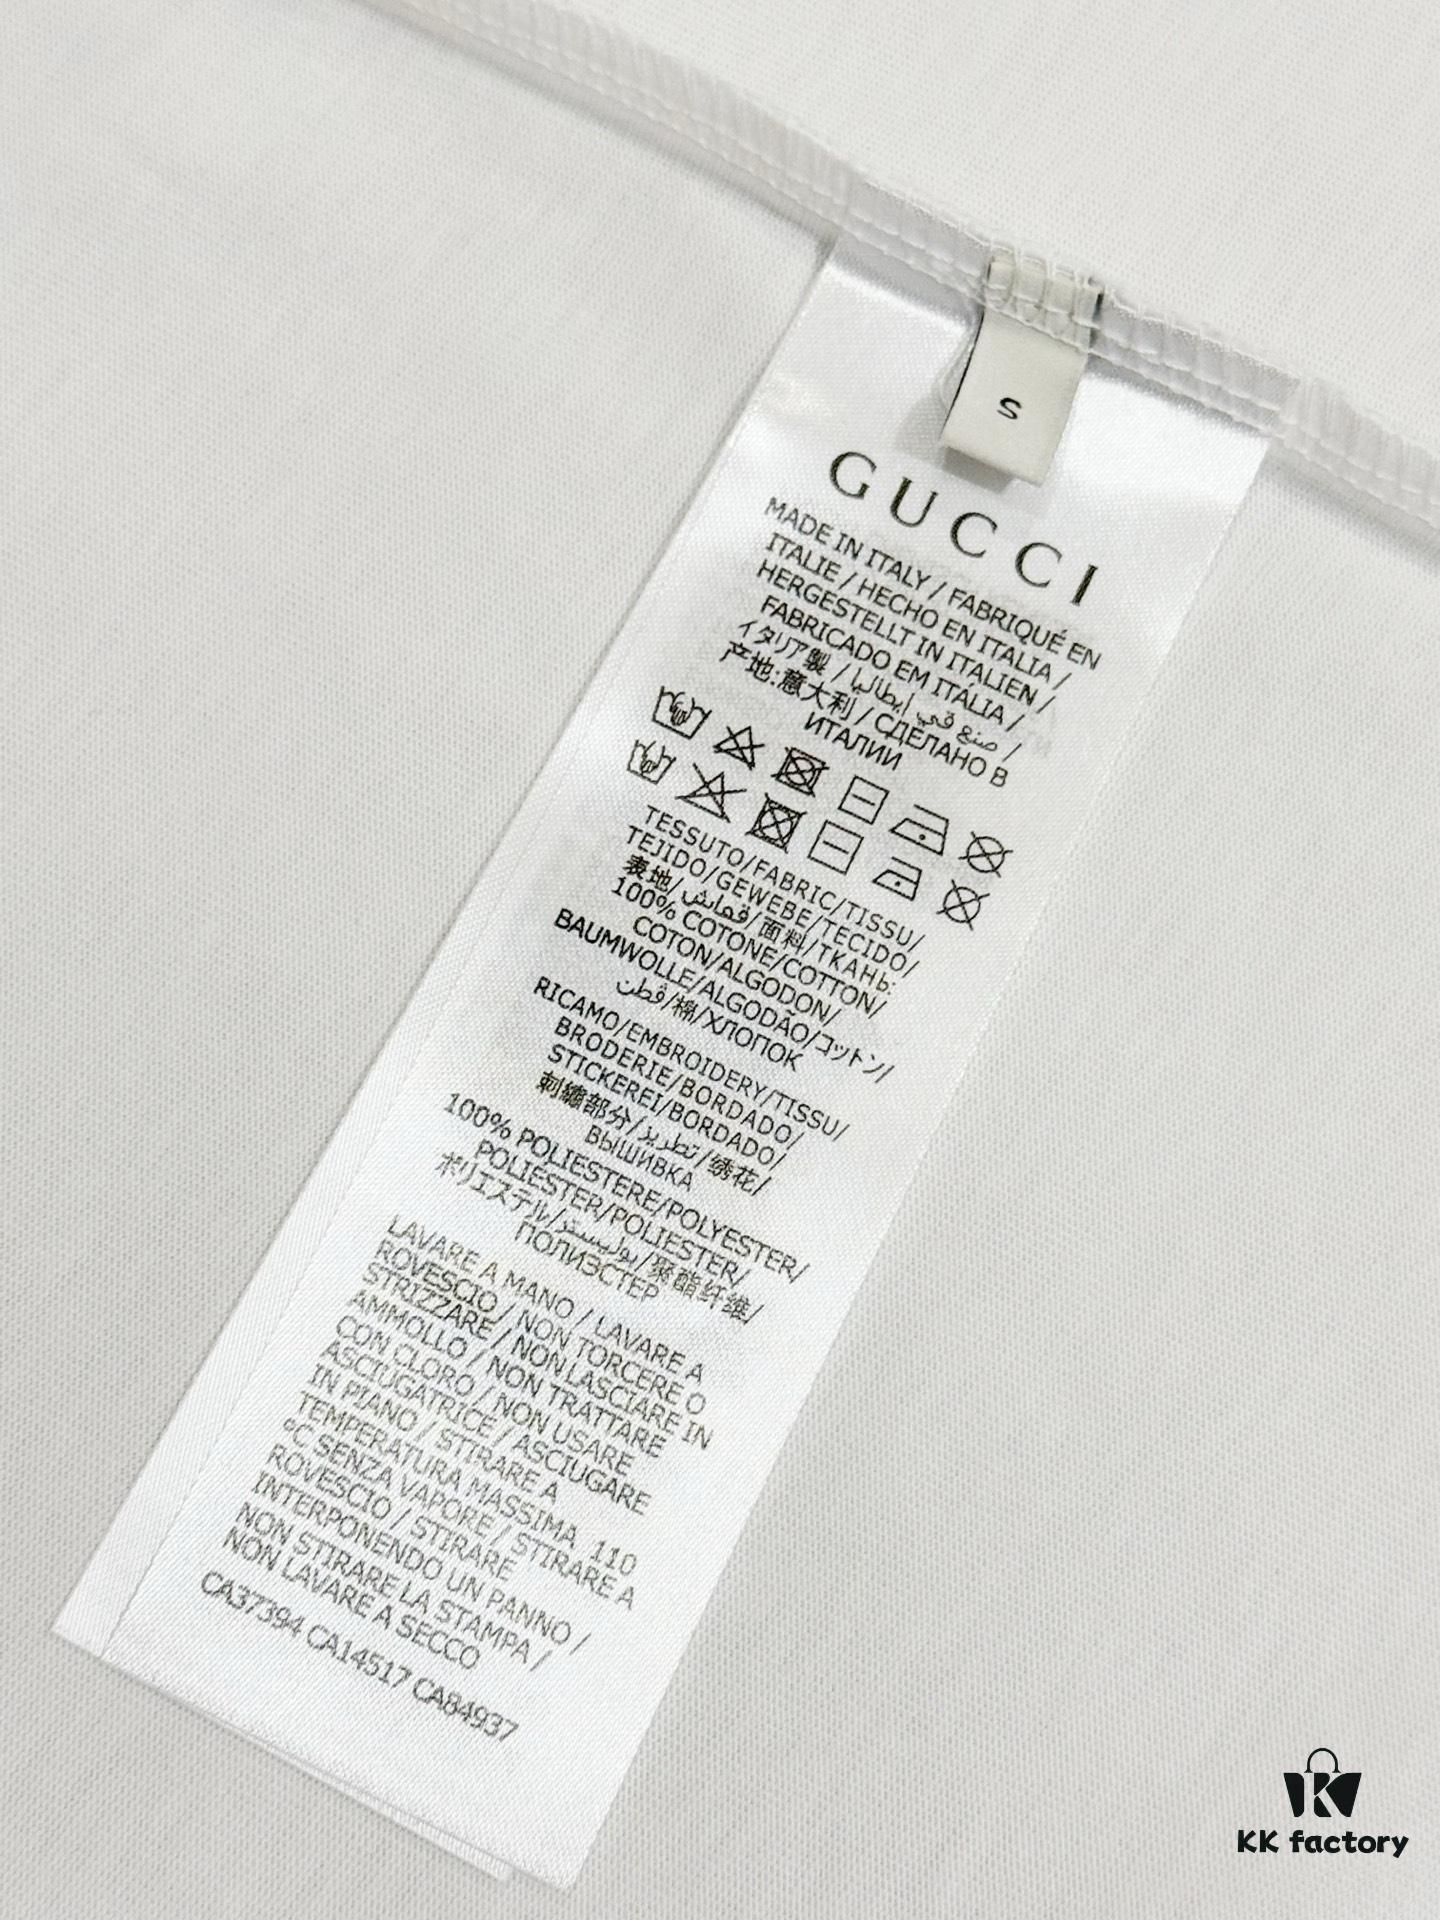 S
GUCCI
MADE IN ITALY / FABRIQUÉ EN
ITALIE / HECHO EN ITALIA /
HERGESTELLT IN ITALIEN /
FABRICADO EM ITÁLIA /
イタリア製 / صنع في إيطاليا /
产地:意大利 / СДЕЛАНО В
ИТАЛИИ
TESSUTO/FABRIC/TISSU/
TEJIDO/GEWEBE/TECIDO/
表地/قماش/面料/ТКАНЬ:
100% COTONE/COTTON/
COTON/ALGODON/
BAUMWOLLE/ALGODÃO/コットン/
قطن/棉/ХЛОПОК
RICAMO/EMBROIDERY/TISSU/
BRODERIE/BORDADO/
STICKEREI/BORDADO/
刺繍部分/تطريز/绣花/
ВЫШИВКА
100% POLIESTERE/POLYESTER/
POLIÉSTER/POLIESTER/
ポリエステル/بوليستر/聚酯纤维/
ПОЛИЭСТЕР
LAVARE A MANO / LAVARE A
ROVESCIO / NON TORCERE O
STRIZZARE / NON LASCIARE IN
AMMOLLO / NON TRATTARE
CON CLORO / NON USARE
ASCIUGATRICE / ASCIUGARE
IN PIANO / STIRARE A
TEMPERATURA MASSIMA 110
°C SENZA VAPORE / STIRARE A
ROVESCIO / STIRARE
INTERPONENDO UN PANNO /
NON STIRARE LA STAMPA /
NON LAVARE A SECCO
CA37394 CA14517 CA84937
KK factory